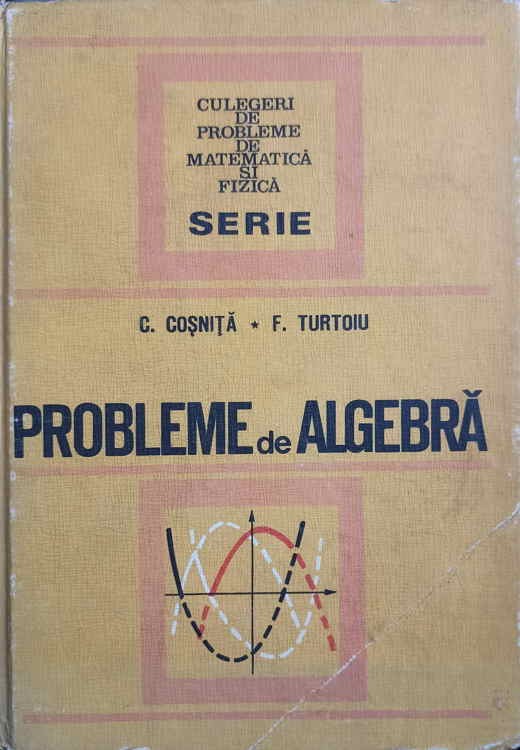 CULEGERI
DE
PROBLEME
DE
MATEMATICĂ
ȘI
FIZICĂ
SERIE
C. COȘNIȚĂ ★ F. TURTOIU
PROBLEME de ALGEBRĂ